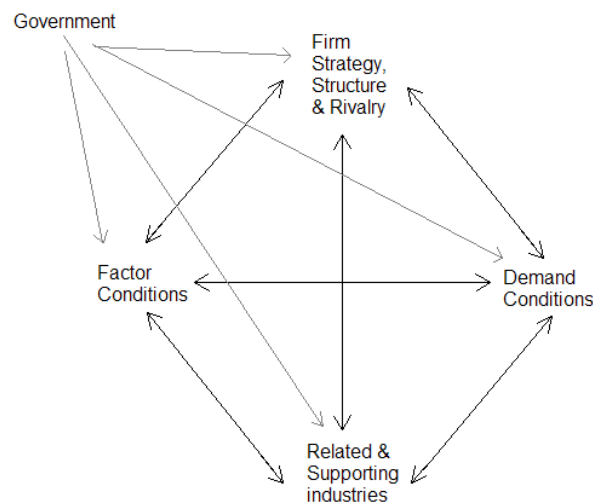 Government
Firm
Strategy,
Structure
& Rivalry
Factor
Conditions
Demand
Conditions
Related &
Supporting
industries